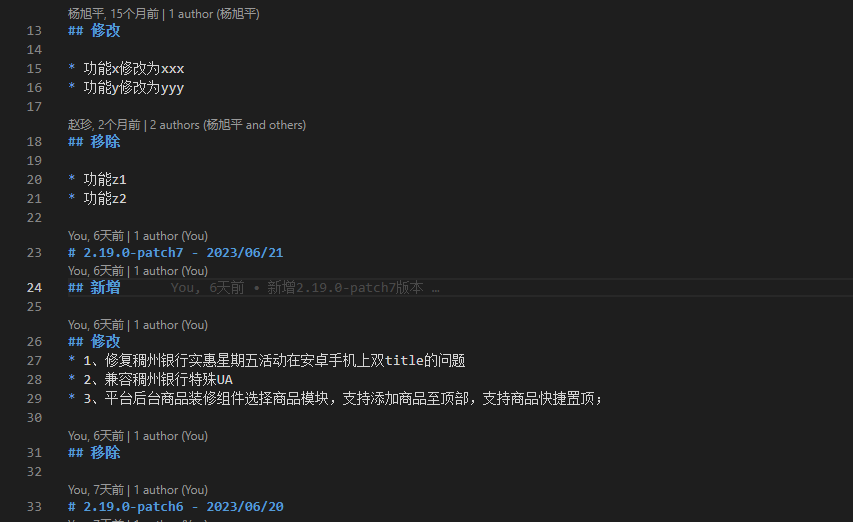 杨旭平, 15个月前 | 1 author (杨旭平)
13 ## 修改
14
15 * 功能x修改为xxx
16 * 功能y修改为yyy
17
赵珍, 2个月前 | 2 authors (杨旭平 and others)
18 ## 移除
19
20 * 功能z1
21 * 功能z2
22
You, 6天前 | 1 author (You)
23 # 2.19.0-patch7 - 2023/06/21
You, 6天前 | 1 author (You)
24 ## 新增 You, 6天前 • 新增2.19.0-patch7版本 …
25
You, 6天前 | 1 author (You)
26 ## 修改
27 * 1、修复稠州银行实惠星期五活动在安卓手机上双title的问题
28 * 2、兼容稠州银行特殊UA
29 * 3、平台后台商品装修组件选择商品模块，支持添加商品至顶部，支持商品快捷置顶；
30
You, 6天前 | 1 author (You)
31 ## 移除
32
You, 7天前 | 1 author (You)
33 # 2.19.0-patch6 - 2023/06/20